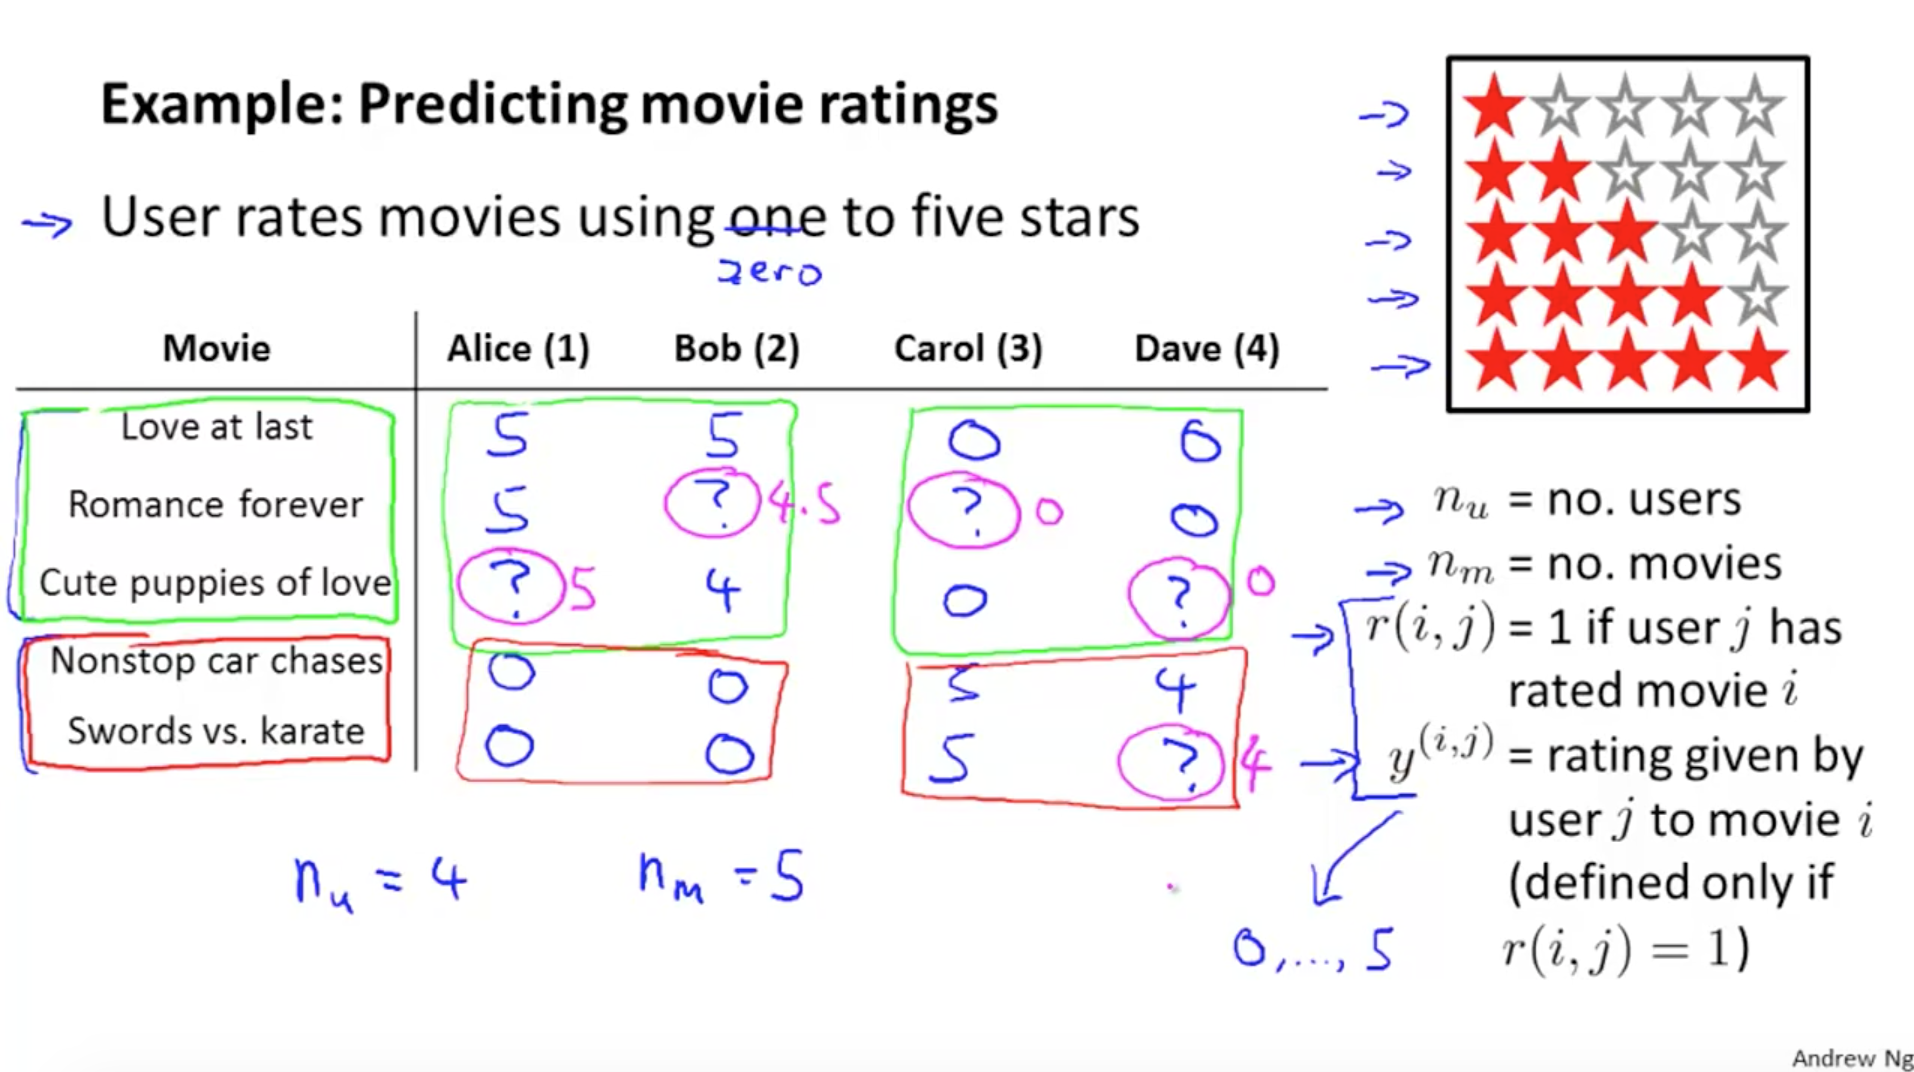 Example: Predicting movie ratings
User rates movies using one to five stars
zero
Movie Alice (1) Bob (2) Carol (3) Dave (4)
Love at last 5 5 0 0
Romance forever 5 ? 4.5 ? 0 0
Cute puppies of love ? 5 4 0 ? 0
Nonstop car chases 0 0 5 4
Swords vs. karate 0 0 5 ? 4
n_u = 4 n_m = 5
n_u = no. users
n_m = no. movies
r(i, j) = 1 if user j has
rated movie i
y^(i,j) = rating given by
user j to movie i
(defined only if
r(i, j) = 1)
0, ..., 5
Andrew Ng